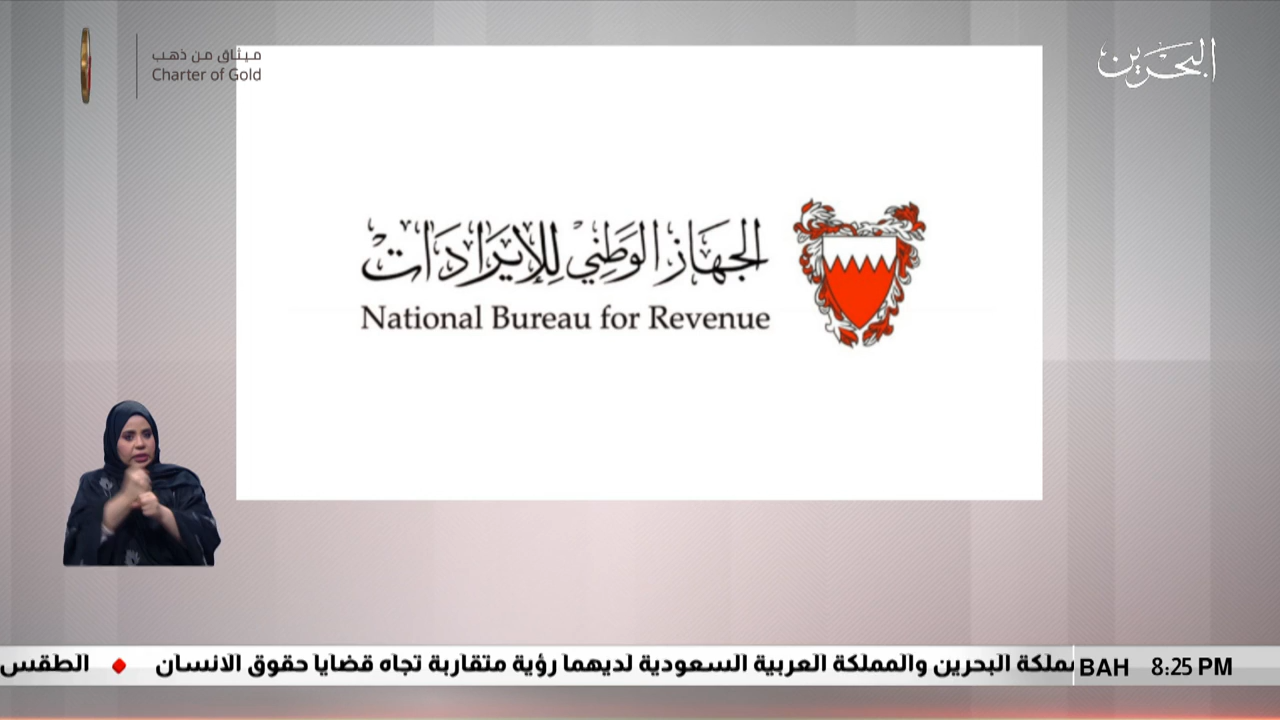 ميثاق من ذهب
Charter of Gold
البحرين
الجهاز الوطني للإيرادات
National Bureau for Revenue
مملكة البحرين والمملكة العربية السعودية لديهما رؤية متقاربة تجاه قضايا حقوق الانسان
الطقس
BAH 8:25 PM